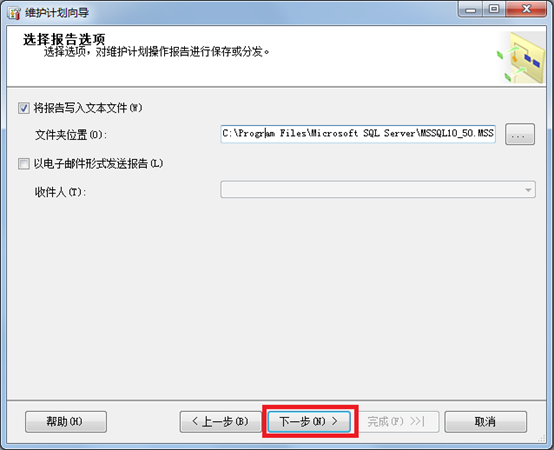 维护计划向导
选择报告选项
选择选项，对维护计划操作报告进行保存或分发。
将报告写入文本文件(W)
文件夹位置(O):
C:\Program Files\Microsoft SQL Server\MSSQL10_50.MSS
...
以电子邮件形式发送报告(L)
收件人(T):
帮助(H)
< 上一步(B)
下一步(N) >
完成(F) >>|
取消